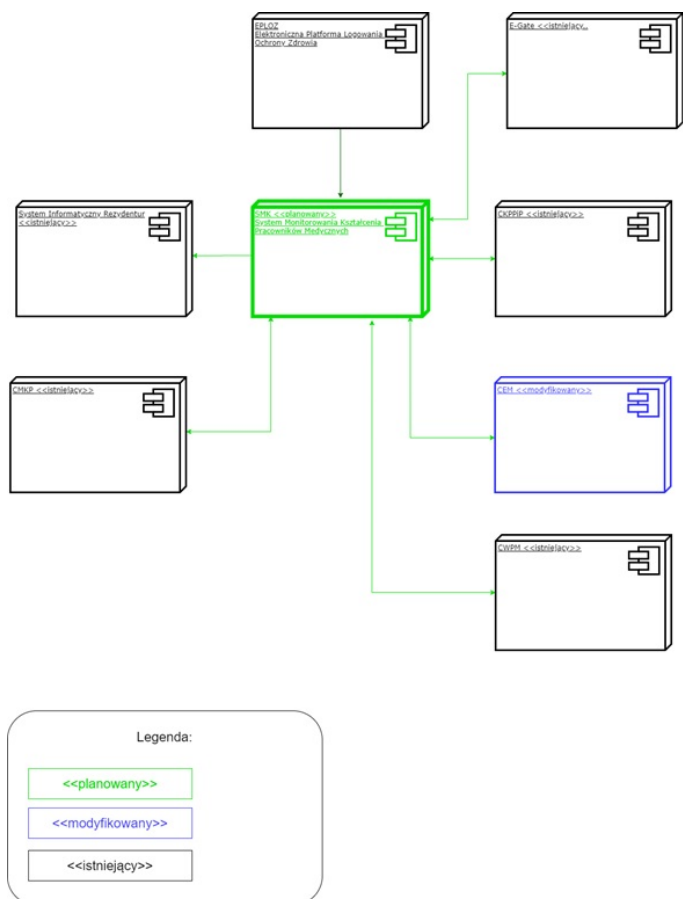 EPLOZ
Elektroniczna Platforma Logowania
Ochrony Zdrowia
E-Gate <<istniejący..
System Informatyczny Rezydentur
<<istniejący>>
SMK <<planowany>>
System Monitorowania Kształcenia
Pracowników Medycznych
CKPPiP <<istniejący>>
CMKP <<istniejący>>
CEM <<modyfikowany>>
CWPM <<istniejący>>
Legenda:
<<planowany>>
<<modyfikowany>>
<<istniejący>>